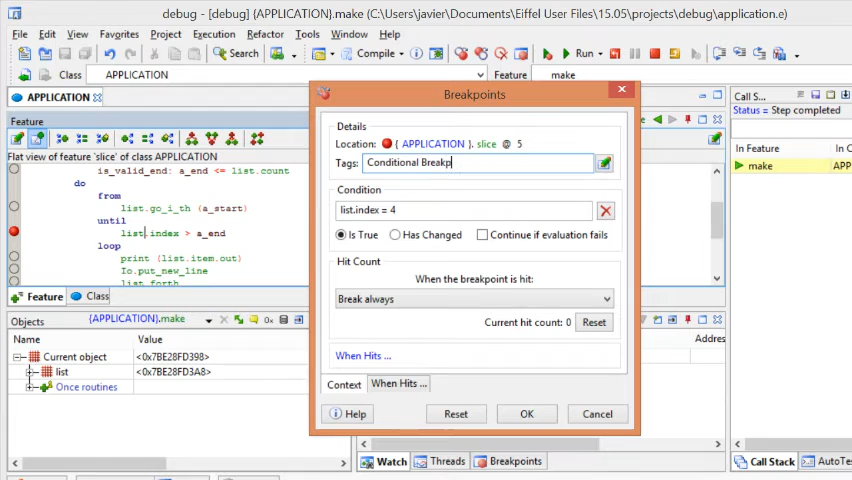 debug - [debug] {APPLICATION}.make (C:\Users\javier\Documents\Eiffel User Files\15.05\projects\debug\application.e)
File Edit View Favorites Project Execution Refactor Tools Window Help
Search Compile Run
Class APPLICATION Feature make
APPLICATION
Feature
Flat view of feature 'slice' of class APPLICATION
is_valid_end: a_end <= list.count
do
from
list.go_i_th (a_start)
until
list.index > a_end
loop
print (list.item.out)
Io.put_new_line
list.forth
Feature Class
Objects {APPLICATION}.make
Name Value
Current object <0x7BE28FD398>
list <0x7BE28FD3A8>
Once routines
Breakpoints
Details
Location: { APPLICATION }. slice @ 5
Tags: Conditional Breakp
Condition
list.index = 4
Is True Has Changed Continue if evaluation fails
Hit Count
When the breakpoint is hit:
Break always
Current hit count: 0 Reset
When Hits ...
Context When Hits ...
Help Reset OK Cancel
Watch Threads Breakpoints
Call S...
Status = Step completed
In Feature In C
make APP
Addres
Call Stack AutoTes